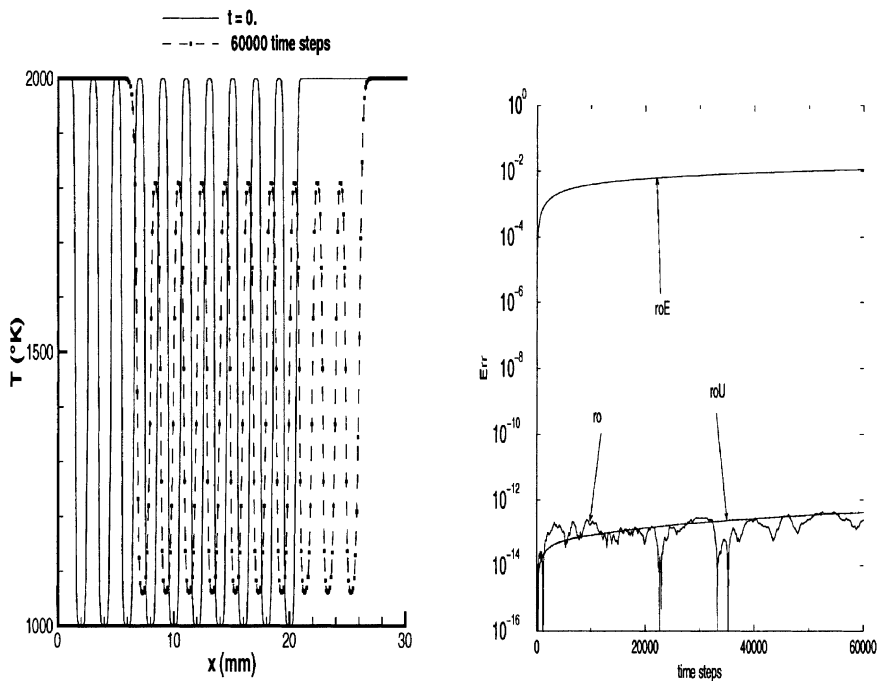 t = 0.
60000 time steps
2000
1500
1000
T (°K)
0
10
20
30
x (mm)
10^0
10^-2
10^-4
10^-6
10^-8
10^-10
10^-12
10^-14
10^-16
Err
roE
ro
roU
0
20000
40000
60000
time steps